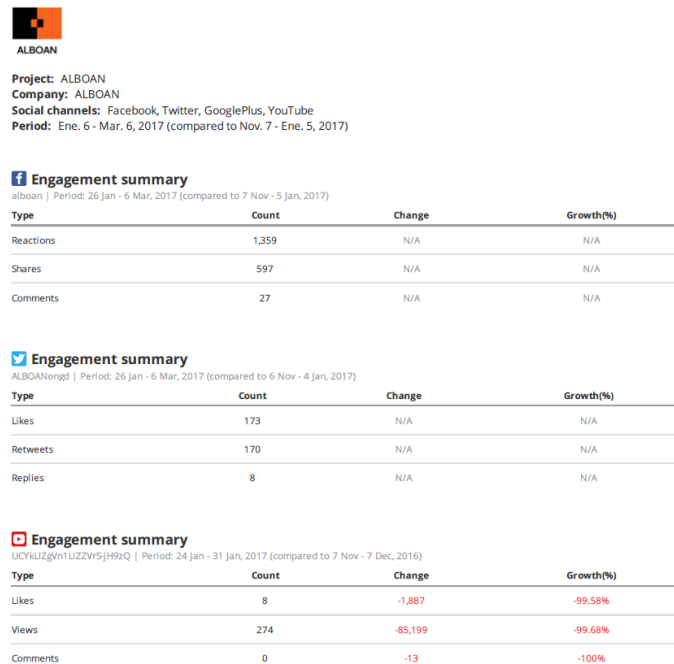 ALBOAN
Project: ALBOAN
Company: ALBOAN
Social channels: Facebook, Twitter, GooglePlus, YouTube
Period: Ene. 6 - Mar. 6, 2017 (compared to Nov. 7 - Ene. 5, 2017)
Engagement summary
alboan | Period: 26 Jan - 6 Mar, 2017 (compared to 7 Nov - 5 Jan, 2017)
Type Count Change Growth(%)
Reactions 1,359 N/A N/A
Shares 597 N/A N/A
Comments 27 N/A N/A
Engagement summary
ALBOANongd | Period: 26 Jan - 6 Mar, 2017 (compared to 6 Nov - 4 Jan, 2017)
Type Count Change Growth(%)
Likes 173 N/A N/A
Retweets 170 N/A N/A
Replies 8 N/A N/A
Engagement summary
UCYkLlZgVn1LiZZVrS-jH9zQ | Period: 24 Jan - 31 Jan, 2017 (compared to 7 Nov - 7 Dec, 2016)
Type Count Change Growth(%)
Likes 8 -1,887 -99.58%
Views 274 -85,199 -99.68%
Comments 0 -13 -100%